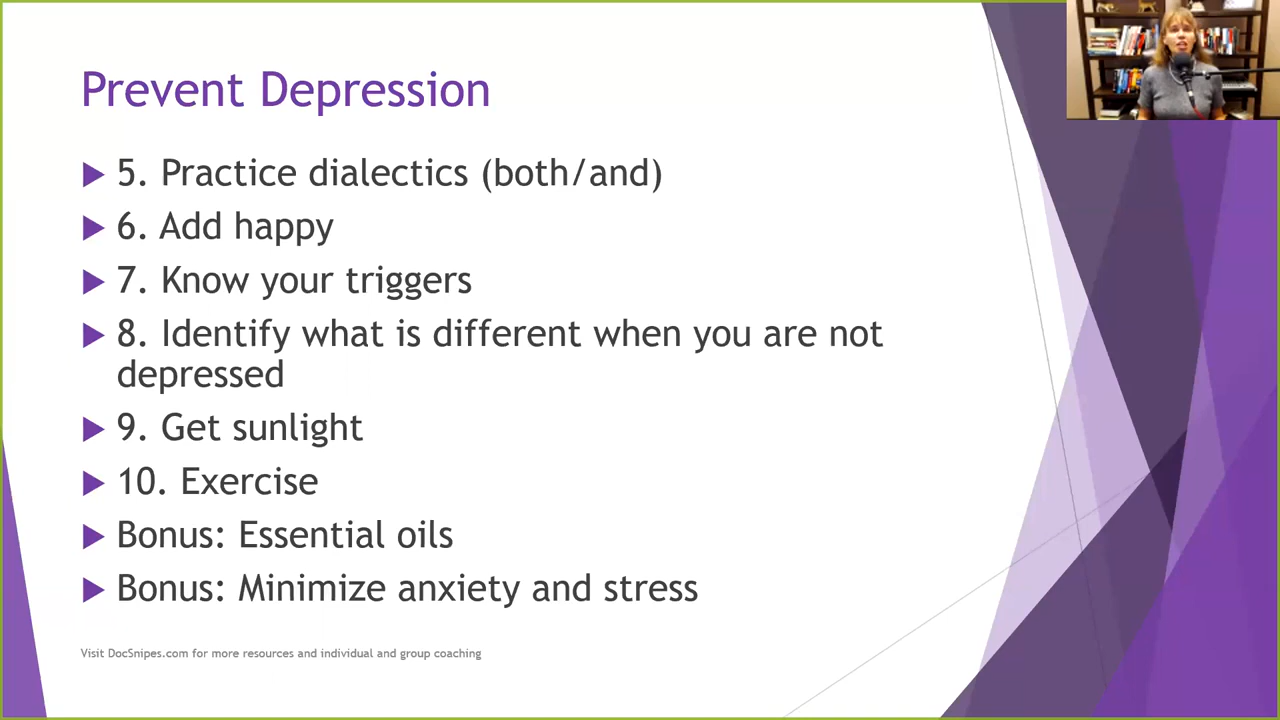 Prevent Depression
5. Practice dialectics (both/and)
6. Add happy
7. Know your triggers
8. Identify what is different when you are not
depressed
9. Get sunlight
10. Exercise
Bonus: Essential oils
Bonus: Minimize anxiety and stress
Visit DocSnipes.com for more resources and individual and group coaching